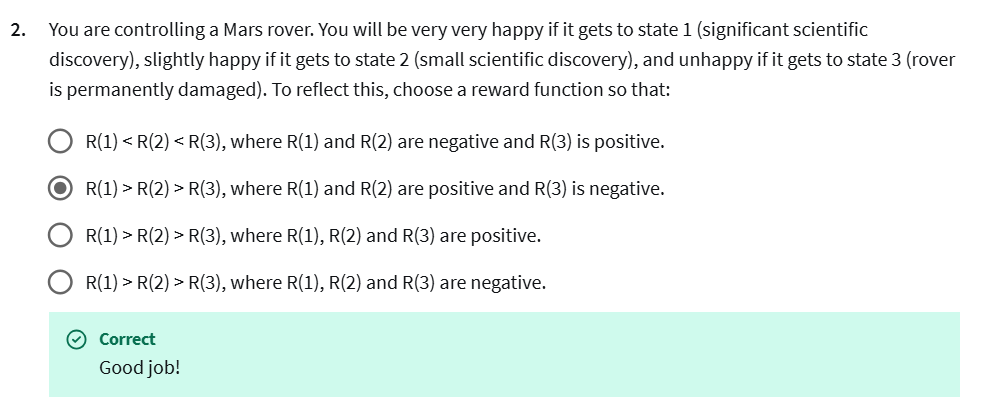 2. You are controlling a Mars rover. You will be very very happy if it gets to state 1 (significant scientific
discovery), slightly happy if it gets to state 2 (small scientific discovery), and unhappy if it gets to state 3 (rover
is permanently damaged). To reflect this, choose a reward function so that:
R(1) < R(2) < R(3), where R(1) and R(2) are negative and R(3) is positive.
R(1) > R(2) > R(3), where R(1) and R(2) are positive and R(3) is negative.
R(1) > R(2) > R(3), where R(1), R(2) and R(3) are positive.
R(1) > R(2) > R(3), where R(1), R(2) and R(3) are negative.
Correct
Good job!